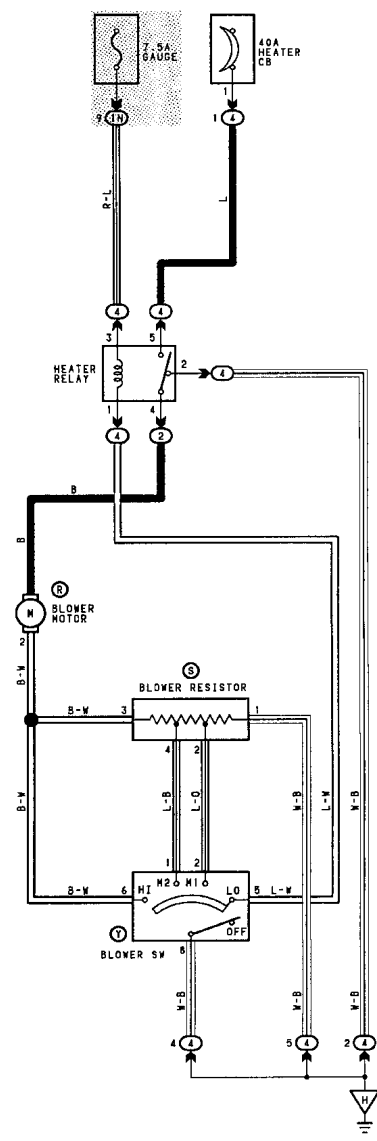 7.5A
GAUGE
40A
HEATER
CB
1
9 1N
1 4
R-L
L
4
4
3
5
HEATER
RELAY
2
4
1
4
4
2
B
B
R
M
BLOWER
MOTOR
2
B-W
S
BLOWER RESISTOR
B-W
3
1
4
2
B-W
L-B
L-O
W-B
L-W
W-B
1
2
M2
M1
B-W
6
HI
LO
5
L-W
OFF
Y
8
BLOWER SW
W-B
W-B
W-B
4 4
5 4
2 4
H